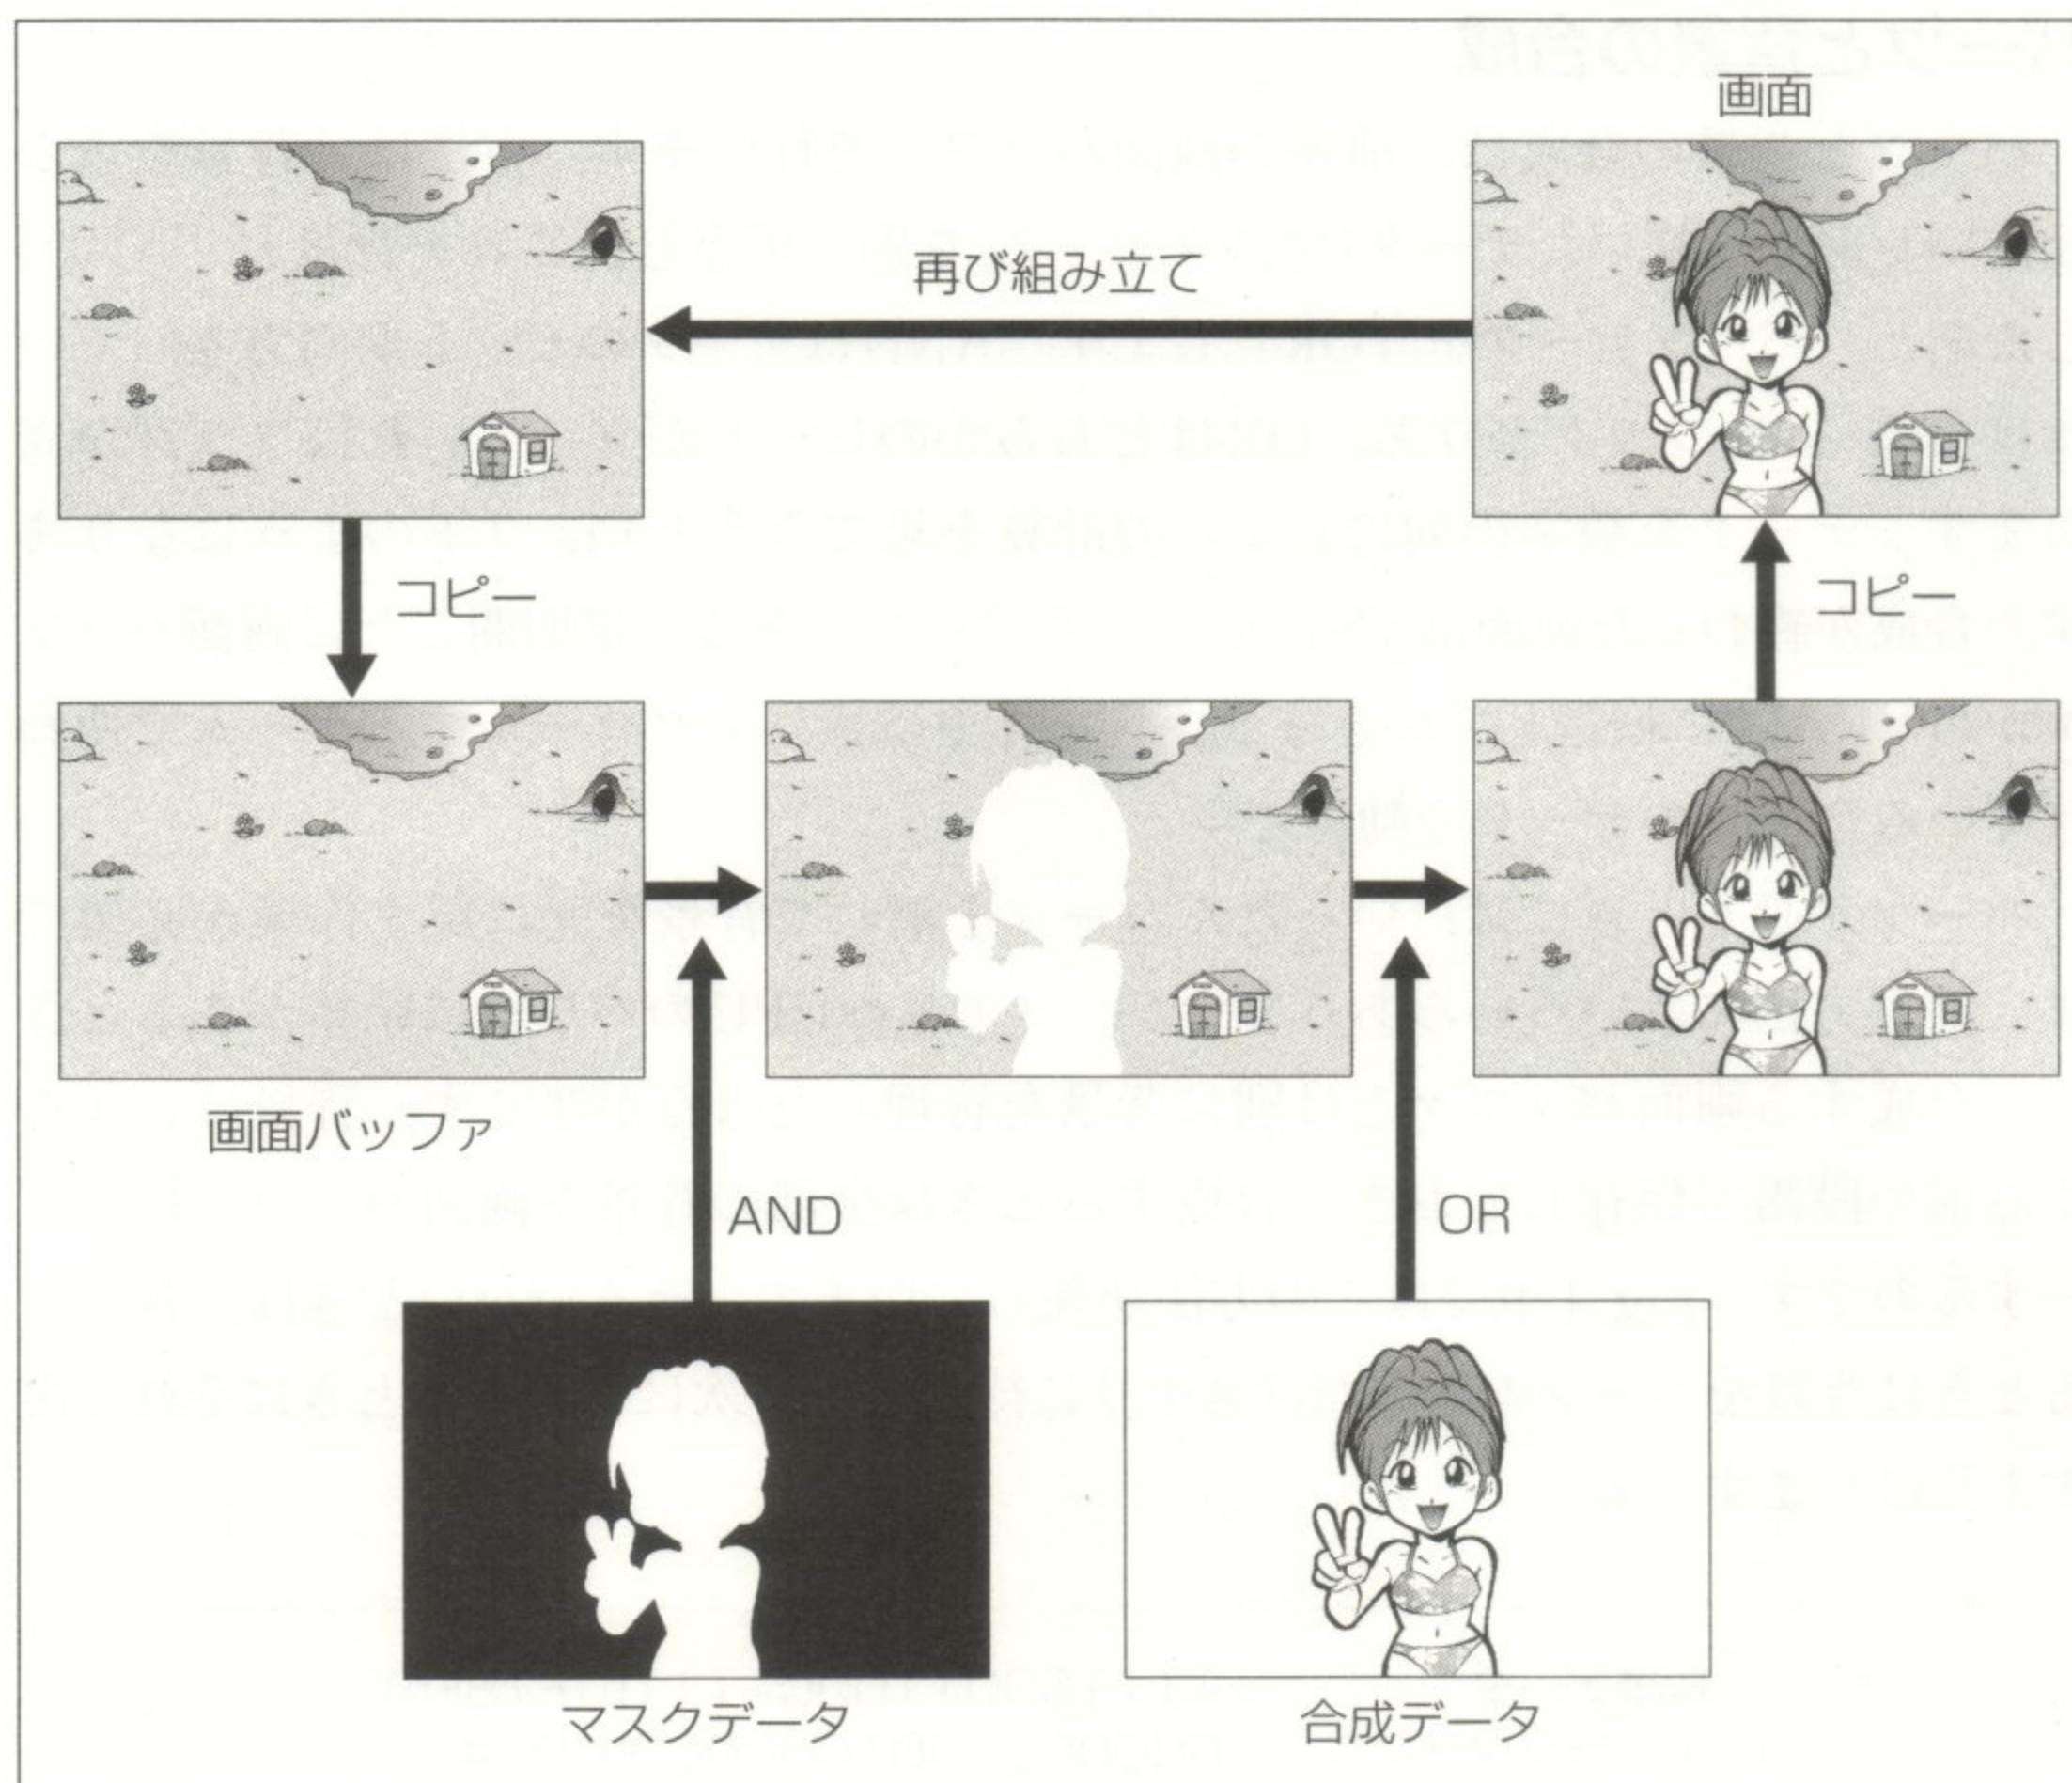 画面
再び組み立て
コピー
コピー
画面バッファ
AND
OR
マスクデータ
合成データ